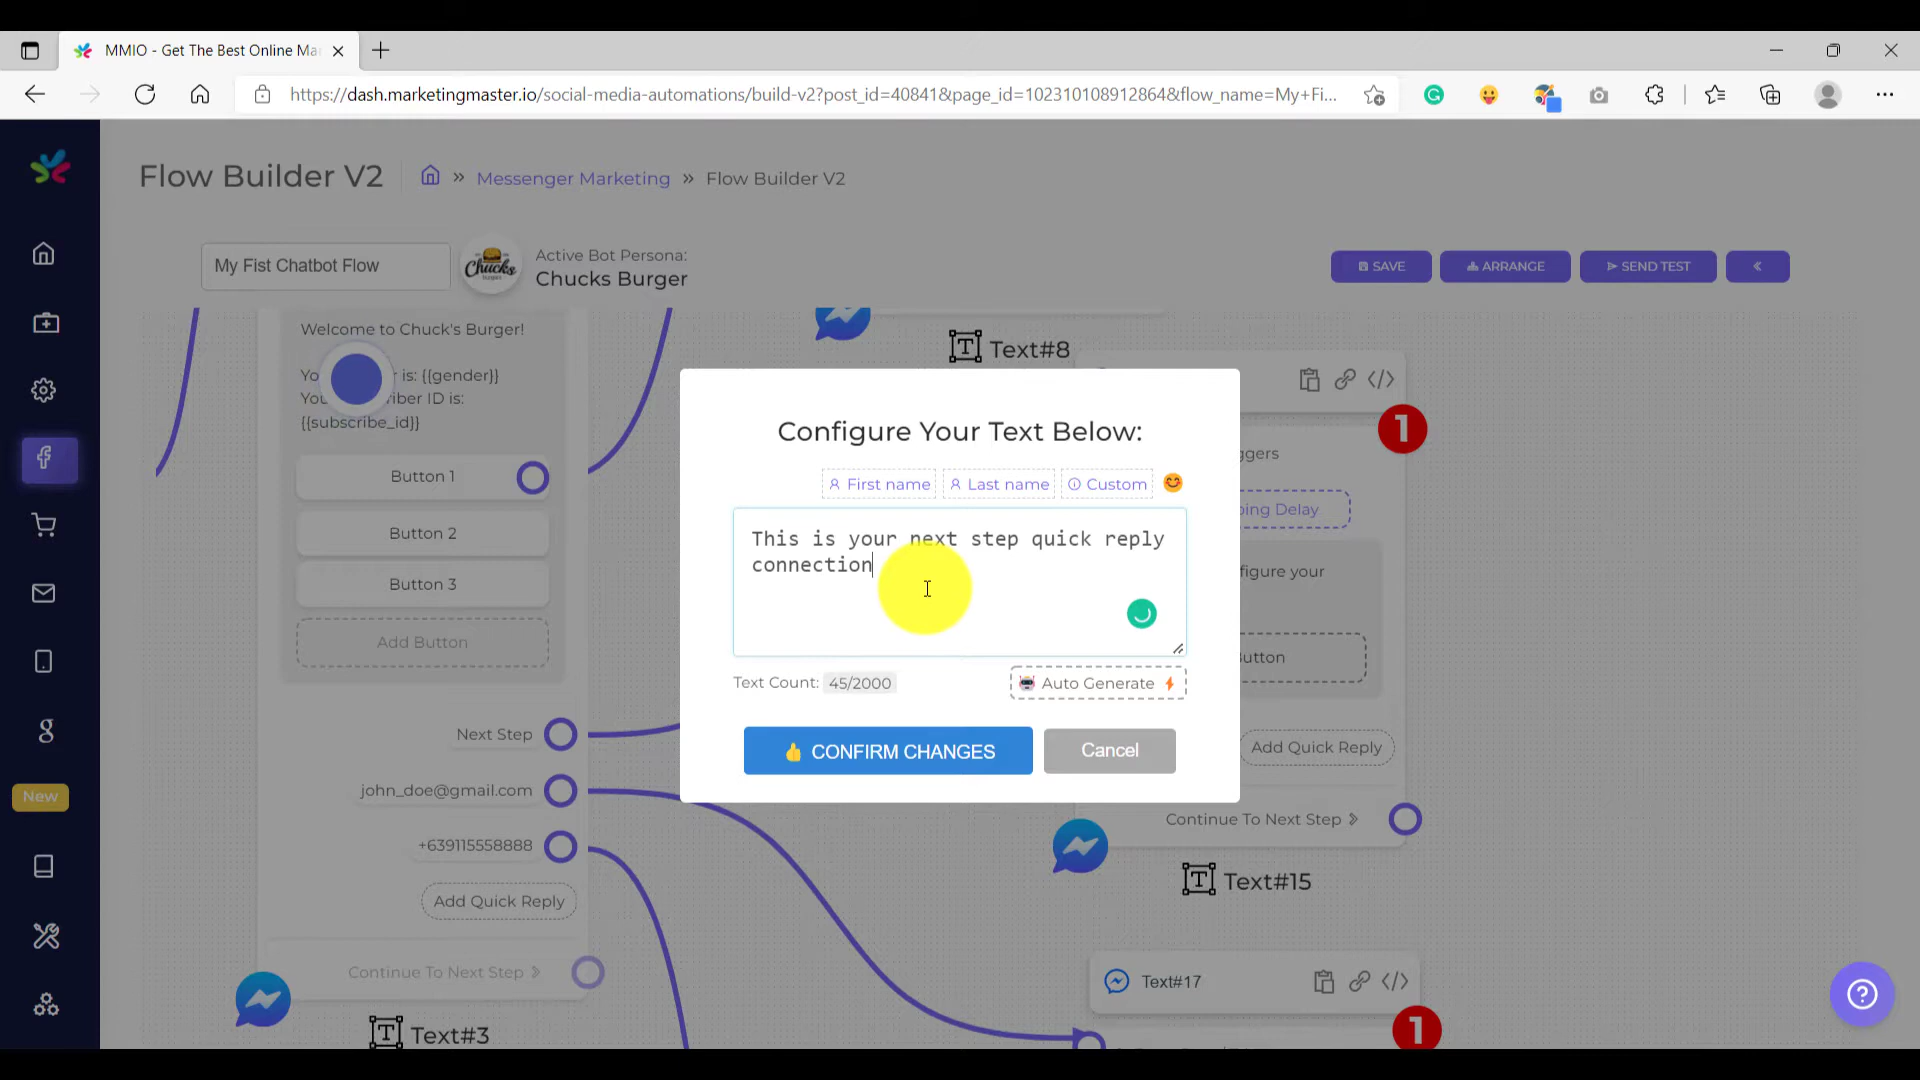 MMIO - Get The Best Online Ma
https://dash.marketingmaster.io/social-media-automations/build-v2?post_id=40841&page_id=102310108912864&flow_name=My+Fi...
Flow Builder V2
» Messenger Marketing » Flow Builder V2
My Fist Chatbot Flow
Chucks
Active Bot Persona:
Chucks Burger
SAVE
ARRANGE
SEND TEST
Welcome to Chuck's Burger!
is: {{gender}}
ID is:
{{subscribe_id}}
Button 1
Button 2
Button 3
Add Button
Next Step
john_doe@gmail.com
+639115558888
Add Quick Reply
Continue To Next Step
Text#3
Text#8
Configure Your Text Below:
First name
Last name
Custom
This is your next step quick reply
connection
Text Count: 45/2000
Auto Generate
CONFIRM CHANGES
Cancel
1
Delay
your
Add Quick Reply
Continue To Next Step
Text#15
Text#17
1
New